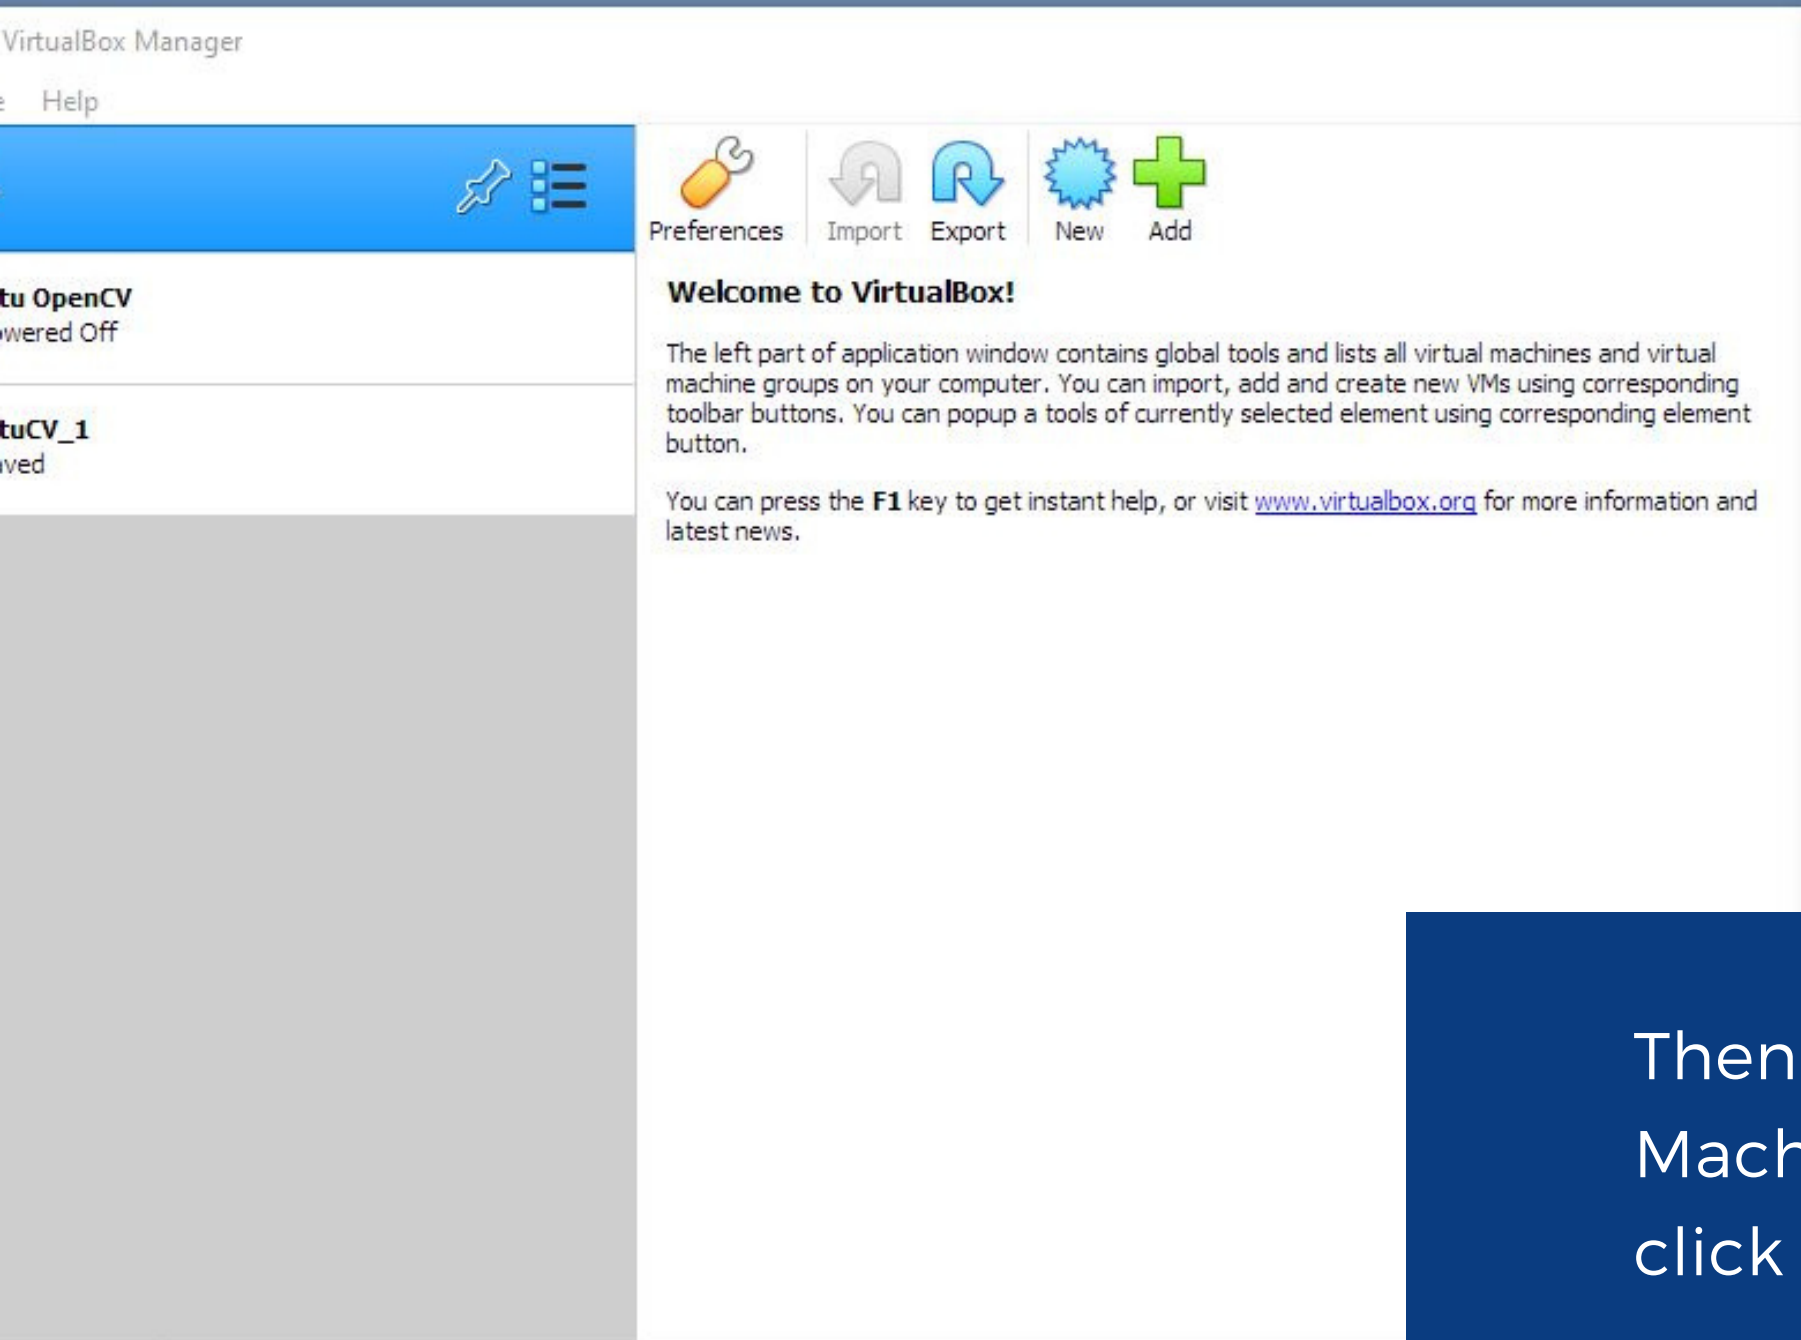 VirtualBox Manager
Help
Preferences Import Export New Add
tu OpenCV
owered Off
tuCV_1
aved
Welcome to VirtualBox!
The left part of application window contains global tools and lists all virtual machines and virtual
machine groups on your computer. You can import, add and create new VMs using corresponding
toolbar buttons. You can popup a tools of currently selected element using corresponding element
button.
You can press the F1 key to get instant help, or visit www.virtualbox.org for more information and
latest news.
Then
Mach
click